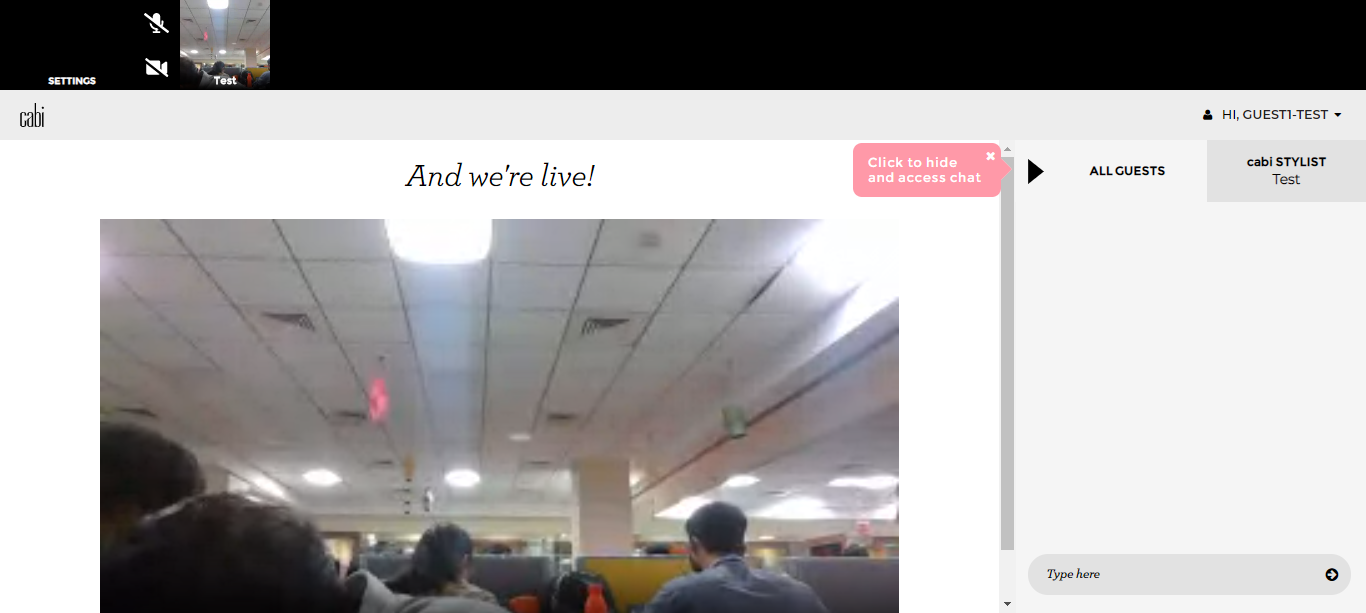 SETTINGS
Test
cabi
HI, GUEST1-TEST
And we're live!
Click to hide
and access chat
ALL GUESTS
cabi STYLIST
Test
Type here